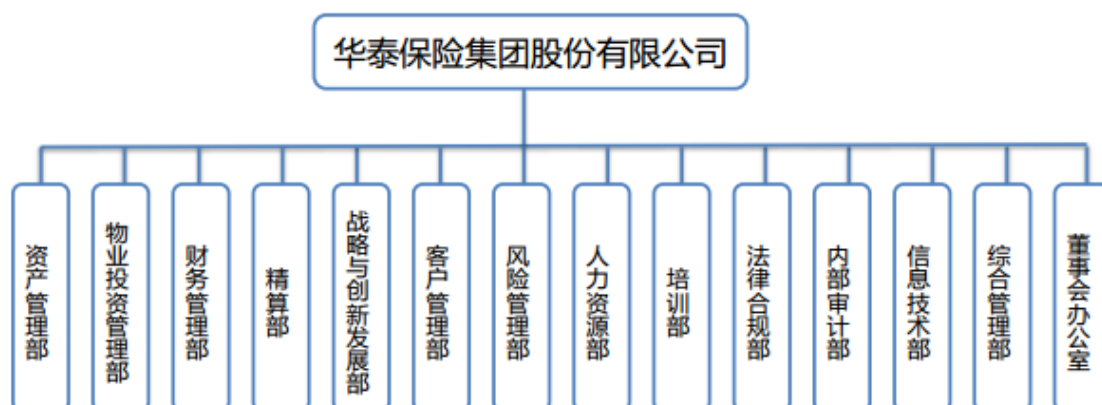 华泰保险集团股份有限公司
资产管理部
物业投资管理部
财务管理部
精算部
战略与创新发展部
客户管理部
风险管理部
人力资源部
培训部
法律合规部
内部审计部
信息技术部
综合管理部
董事会办公室